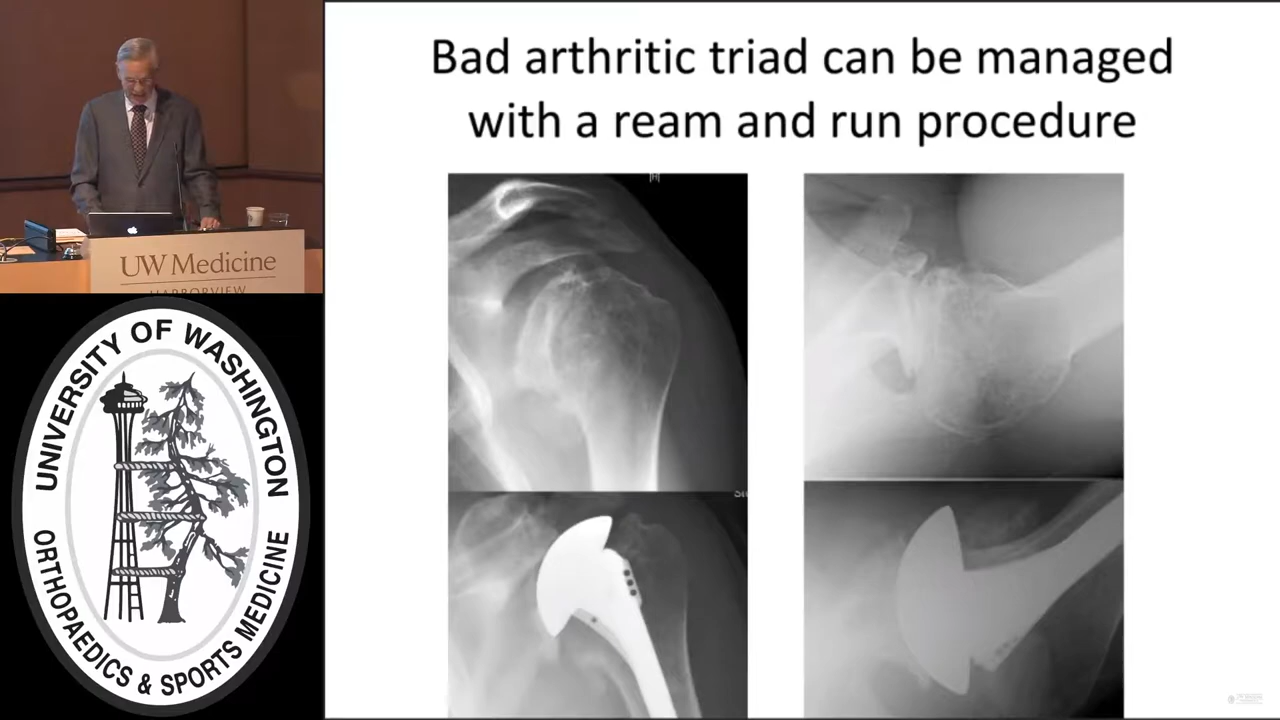 Bad arthritic triad can be managed
with a ream and run procedure
UW Medicine
HARBORVIEW
UNIVERSITY OF WASHINGTON
ORTHOPAEDICS & SPORTS MEDICINE